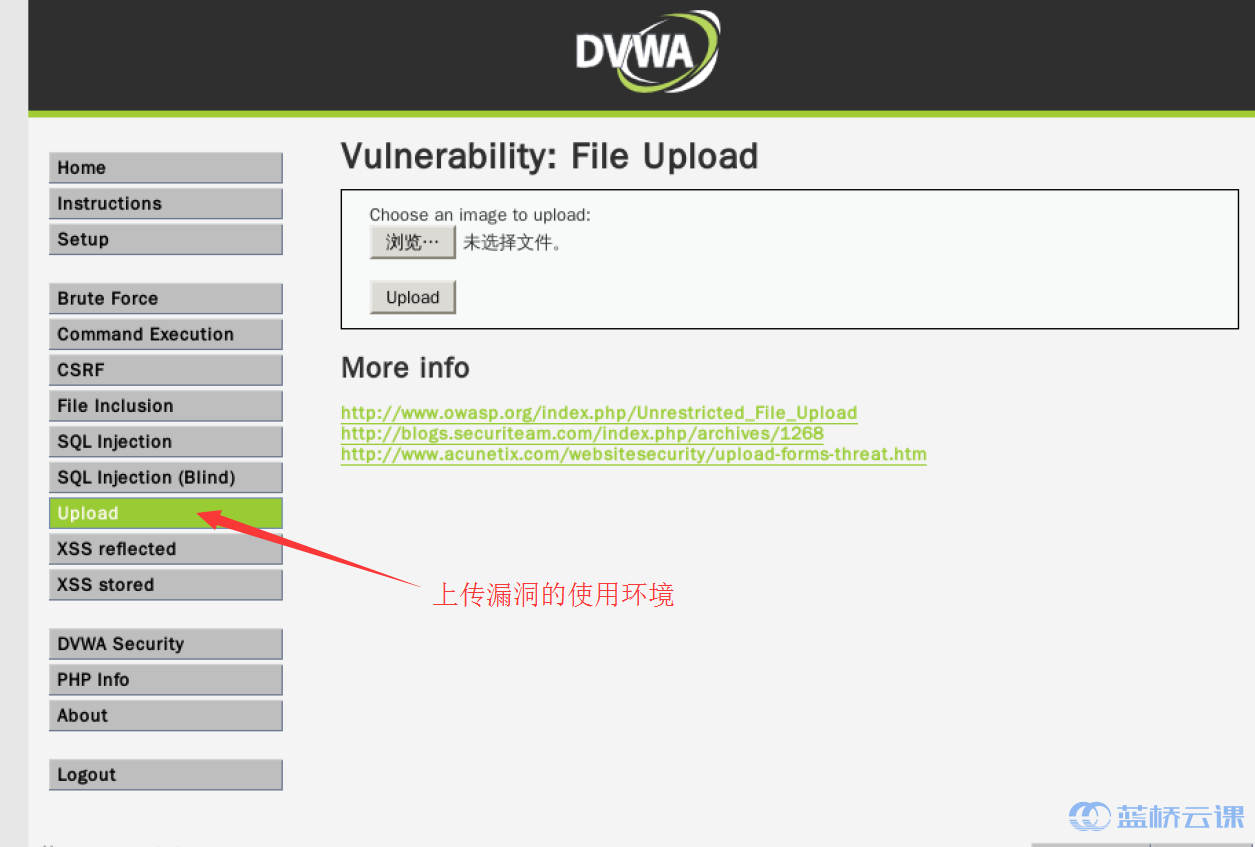 DVWA
Home
Instructions
Setup
Brute Force
Command Execution
CSRF
File Inclusion
SQL Injection
SQL Injection (Blind)
Upload
XSS reflected
XSS stored
DVWA Security
PHP Info
About
Logout
Vulnerability: File Upload
Choose an image to upload:
浏览… 未选择文件。
Upload
More info
http://www.owasp.org/index.php/Unrestricted_File_Upload
http://blogs.securiteam.com/index.php/archives/1268
http://www.acunetix.com/websitesecurity/upload-forms-threat.htm
上传漏洞的使用环境
蓝桥云课